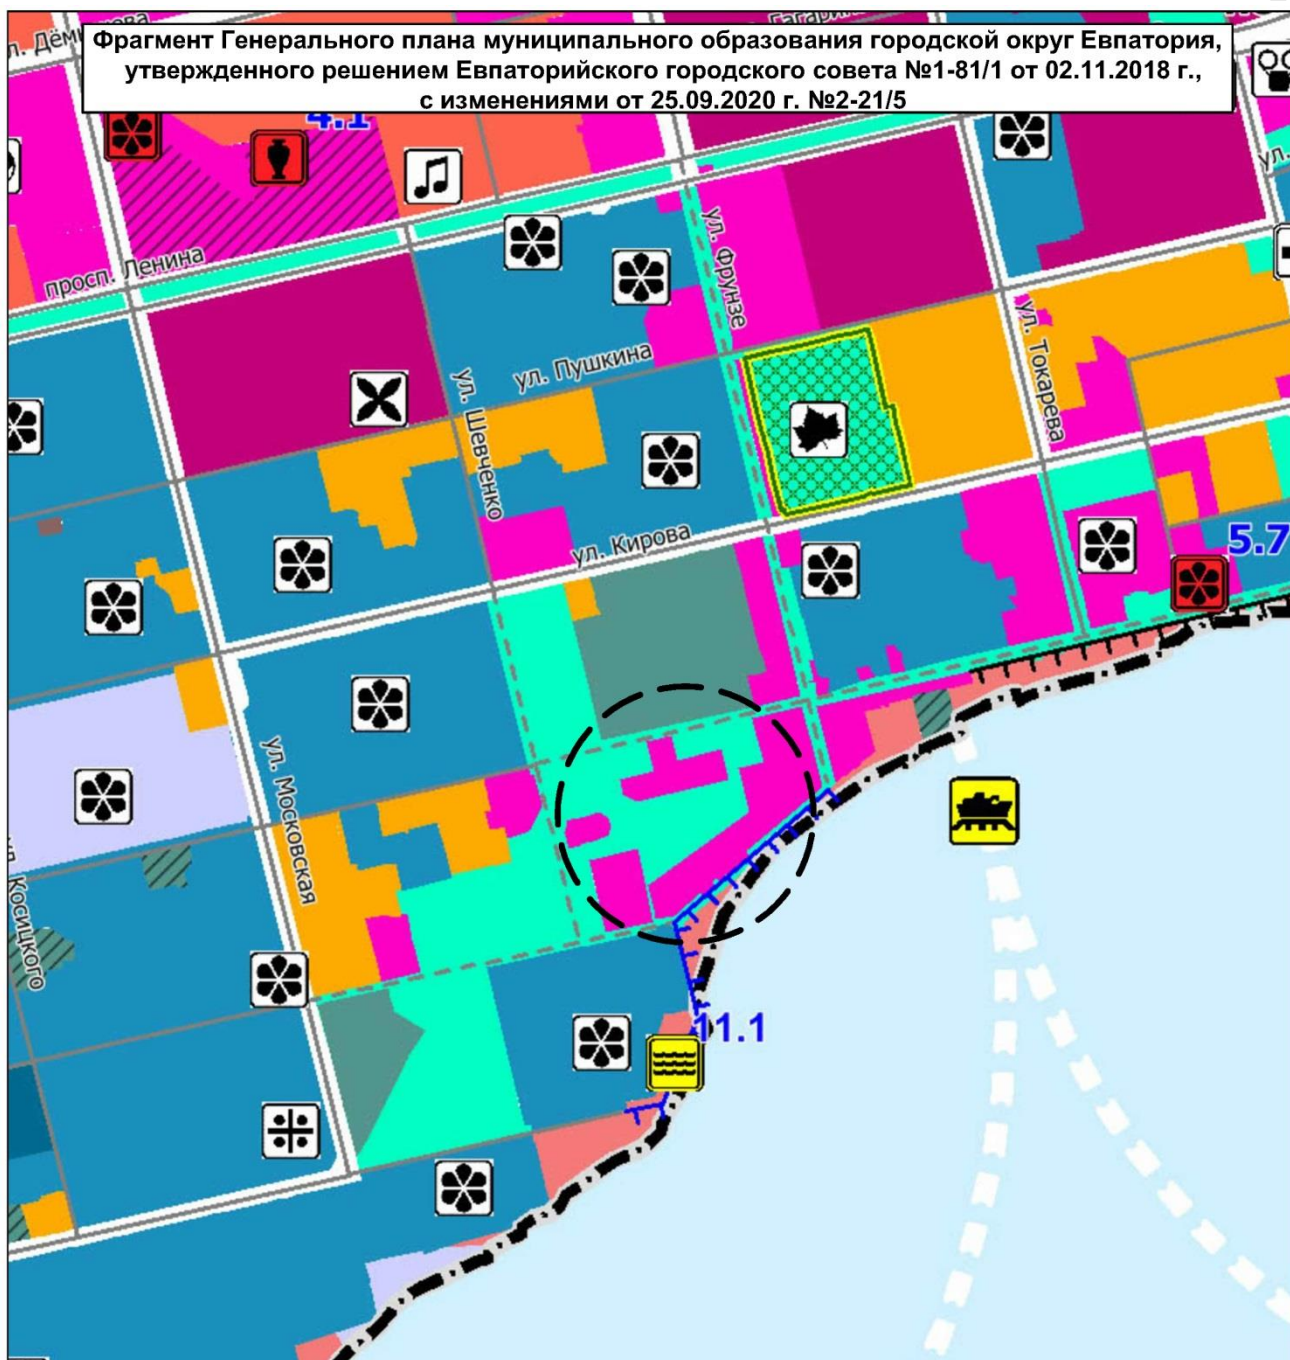 Фрагмент Генерального плана муниципального образования городской округ Евпатория,
утвержденного решением Евпаторийского городского совета №1-81/1 от 02.11.2018 г.,
с изменениями от 25.09.2020 г. №2-21/5
4.1
просп. Ленина
ул. Фрунзе
ул. Пушкина
ул. Шевченко
ул. Токарева
ул. Кирова
5.7
ул. Московская
Косицкого
11.1